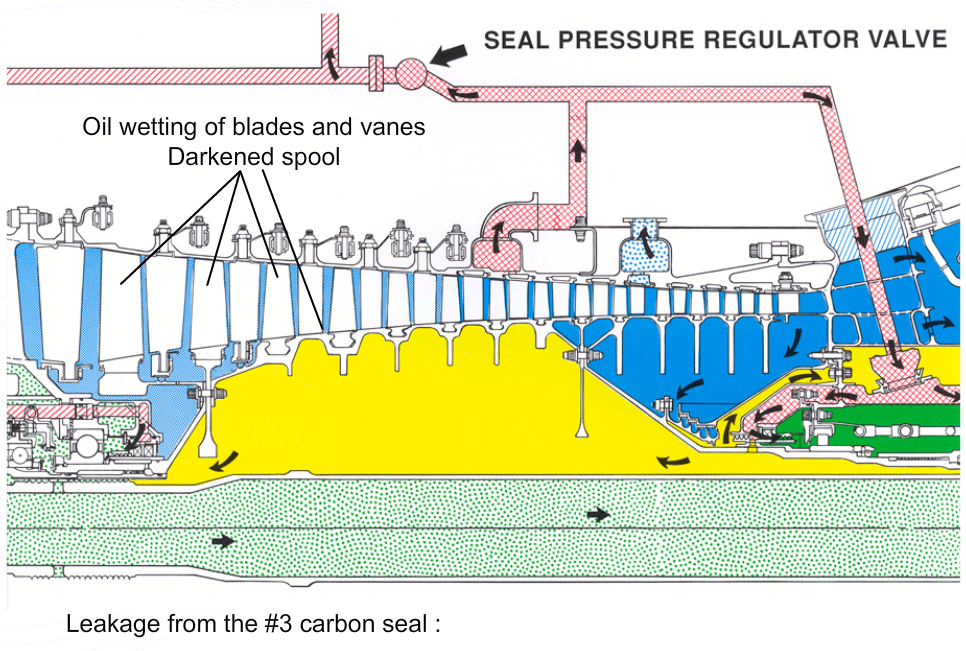 SEAL PRESSURE REGULATOR VALVE
Oil wetting of blades and vanes
Darkened spool
Leakage from the #3 carbon seal :